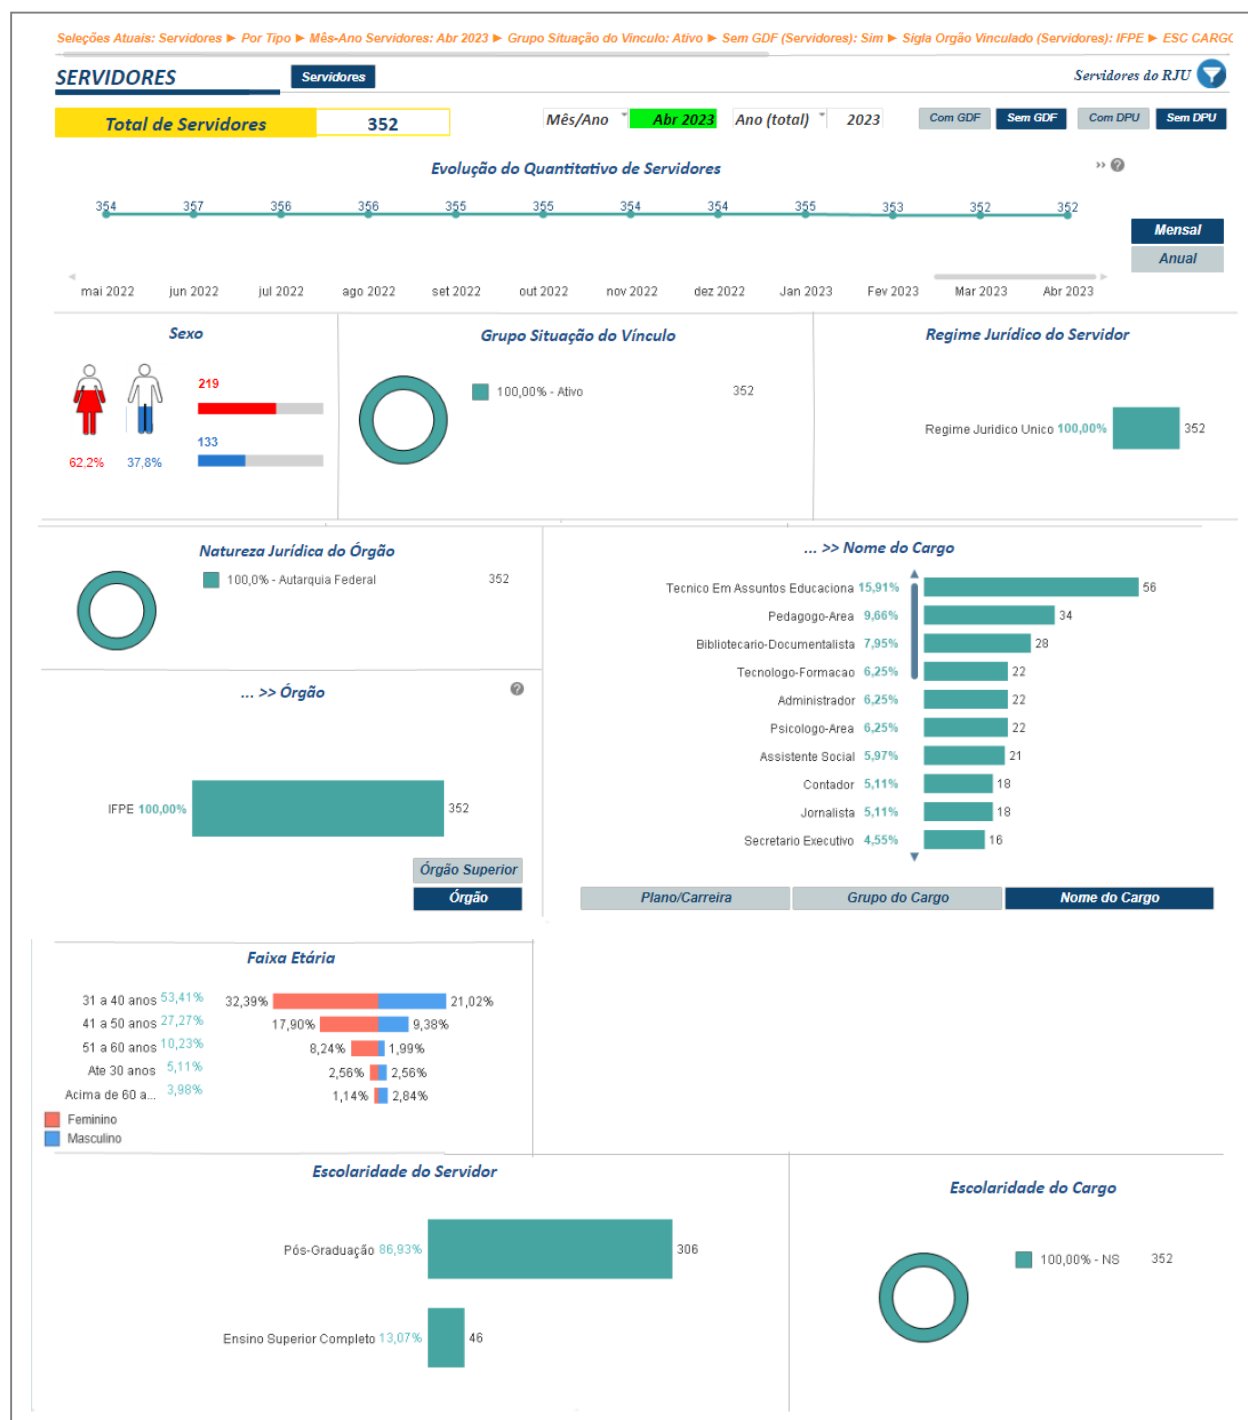 Seleções Atuais: Servidores ► Por Tipo ► Mês-Ano Servidores: Abr 2023 ► Grupo Situação do Vinculo: Ativo ► Sem GDF (Servidores): Sim ► Sigla Orgão Vinculado (Servidores): IFPE ► ESC CARGO
SERVIDORES Servidores Servidores do RJU
Total de Servidores 352 Mês/Ano Abr 2023 Ano (total) 2023 Com GDF Sem GDF Com DPU Sem DPU
Evolução do Quantitativo de Servidores ›› ?
354 357 356 356 355 355 354 354 355 353 352 352
Mensal
Anual
mai 2022 jun 2022 jul 2022 ago 2022 set 2022 out 2022 nov 2022 dez 2022 Jan 2023 Fev 2023 Mar 2023 Abr 2023
Sexo
219
133
62,2% 37,8%
Grupo Situação do Vínculo
100,00% - Ativo 352
Regime Jurídico do Servidor
Regime Juridico Unico 100,00% 352
Natureza Jurídica do Órgão
100,0% - Autarquia Federal 352
... >> Órgão ?
IFPE 100,00% 352
Órgão Superior
Órgão
... >> Nome do Cargo
Tecnico Em Assuntos Educaciona 15,91% 56
Pedagogo-Area 9,66% 34
Bibliotecario-Documentalista 7,95% 28
Tecnologo-Formacao 6,25% 22
Administrador 6,25% 22
Psicologo-Area 6,25% 22
Assistente Social 5,97% 21
Contador 5,11% 18
Jornalista 5,11% 18
Secretario Executivo 4,55% 16
Plano/Carreira Grupo do Cargo Nome do Cargo
Faixa Etária
31 a 40 anos 53,41% 32,39% 21,02%
41 a 50 anos 27,27% 17,90% 9,38%
51 a 60 anos 10,23% 8,24% 1,99%
Ate 30 anos 5,11% 2,56% 2,56%
Acima de 60 a... 3,98% 1,14% 2,84%
Feminino
Masculino
Escolaridade do Servidor
Pós-Graduação 86,93% 306
Ensino Superior Completo 13,07% 46
Escolaridade do Cargo
100,00% - NS 352